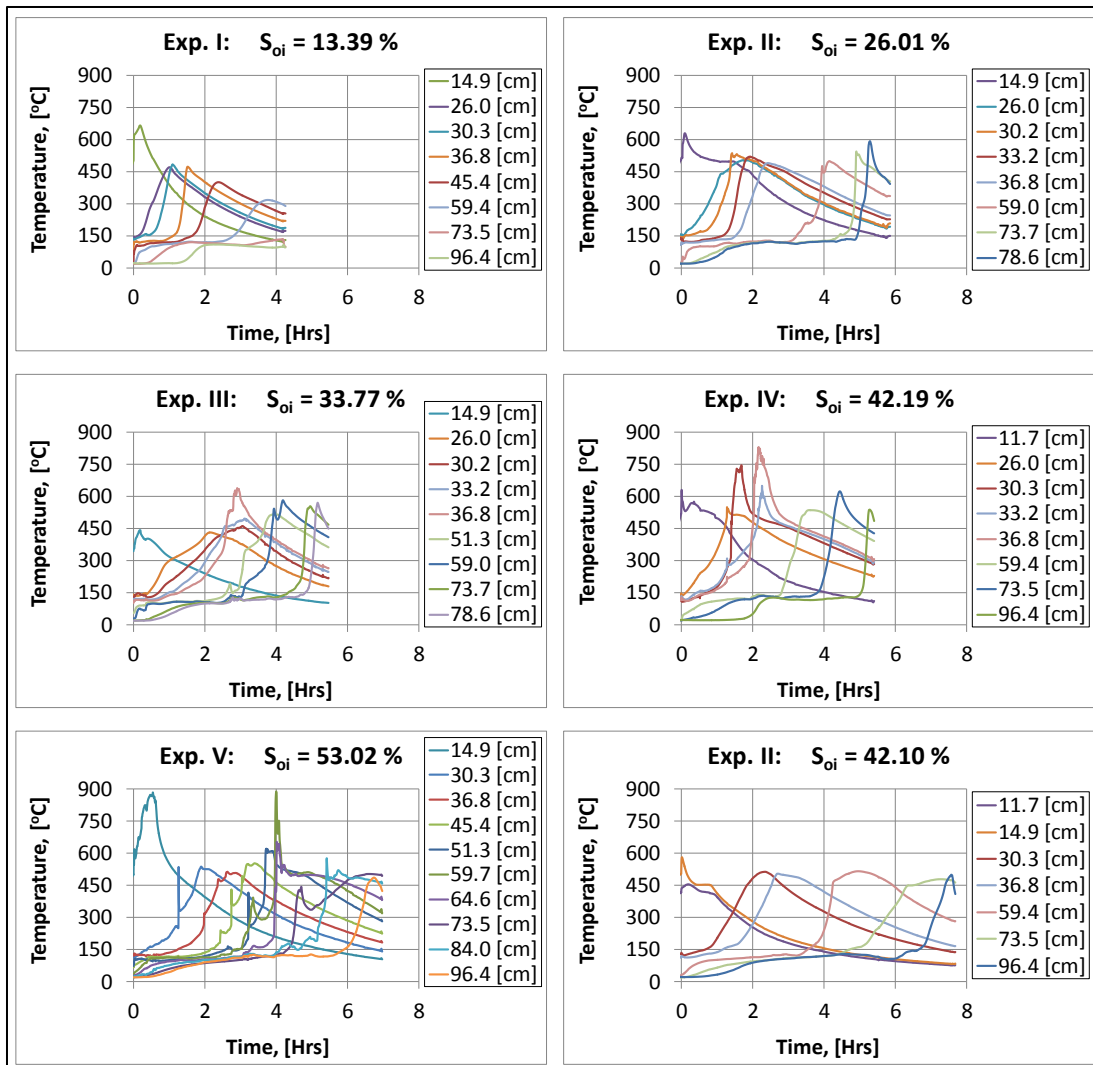 Exp. I: Soi = 13.39 %
Temperature, [oC]
900
750
600
450
300
150
0
0 2 4 6 8
Time, [Hrs]
14.9 [cm]
26.0 [cm]
30.3 [cm]
36.8 [cm]
45.4 [cm]
59.4 [cm]
73.5 [cm]
96.4 [cm]
Exp. II: Soi = 26.01 %
Temperature, [oC]
900
750
600
450
300
150
0
0 2 4 6 8
Time, [Hrs]
14.9 [cm]
26.0 [cm]
30.2 [cm]
33.2 [cm]
36.8 [cm]
59.0 [cm]
73.7 [cm]
78.6 [cm]
Exp. III: Soi = 33.77 %
Temperature, [oC]
900
750
600
450
300
150
0
0 2 4 6 8
Time, [Hrs]
14.9 [cm]
26.0 [cm]
30.2 [cm]
33.2 [cm]
36.8 [cm]
51.3 [cm]
59.0 [cm]
73.7 [cm]
78.6 [cm]
Exp. IV: Soi = 42.19 %
Temperature, [oC]
900
750
600
450
300
150
0
0 2 4 6 8
Time, [Hrs]
11.7 [cm]
26.0 [cm]
30.3 [cm]
33.2 [cm]
36.8 [cm]
59.4 [cm]
73.5 [cm]
96.4 [cm]
Exp. V: Soi = 53.02 %
Temperature, [oC]
900
750
600
450
300
150
0
0 2 4 6 8
Time, [Hrs]
14.9 [cm]
30.3 [cm]
36.8 [cm]
45.4 [cm]
51.3 [cm]
59.7 [cm]
64.6 [cm]
73.5 [cm]
84.0 [cm]
96.4 [cm]
Exp. II: Soi = 42.10 %
Temperature, [oC]
900
750
600
450
300
150
0
0 2 4 6 8
Time, [Hrs]
11.7 [cm]
14.9 [cm]
30.3 [cm]
36.8 [cm]
59.4 [cm]
73.5 [cm]
96.4 [cm]